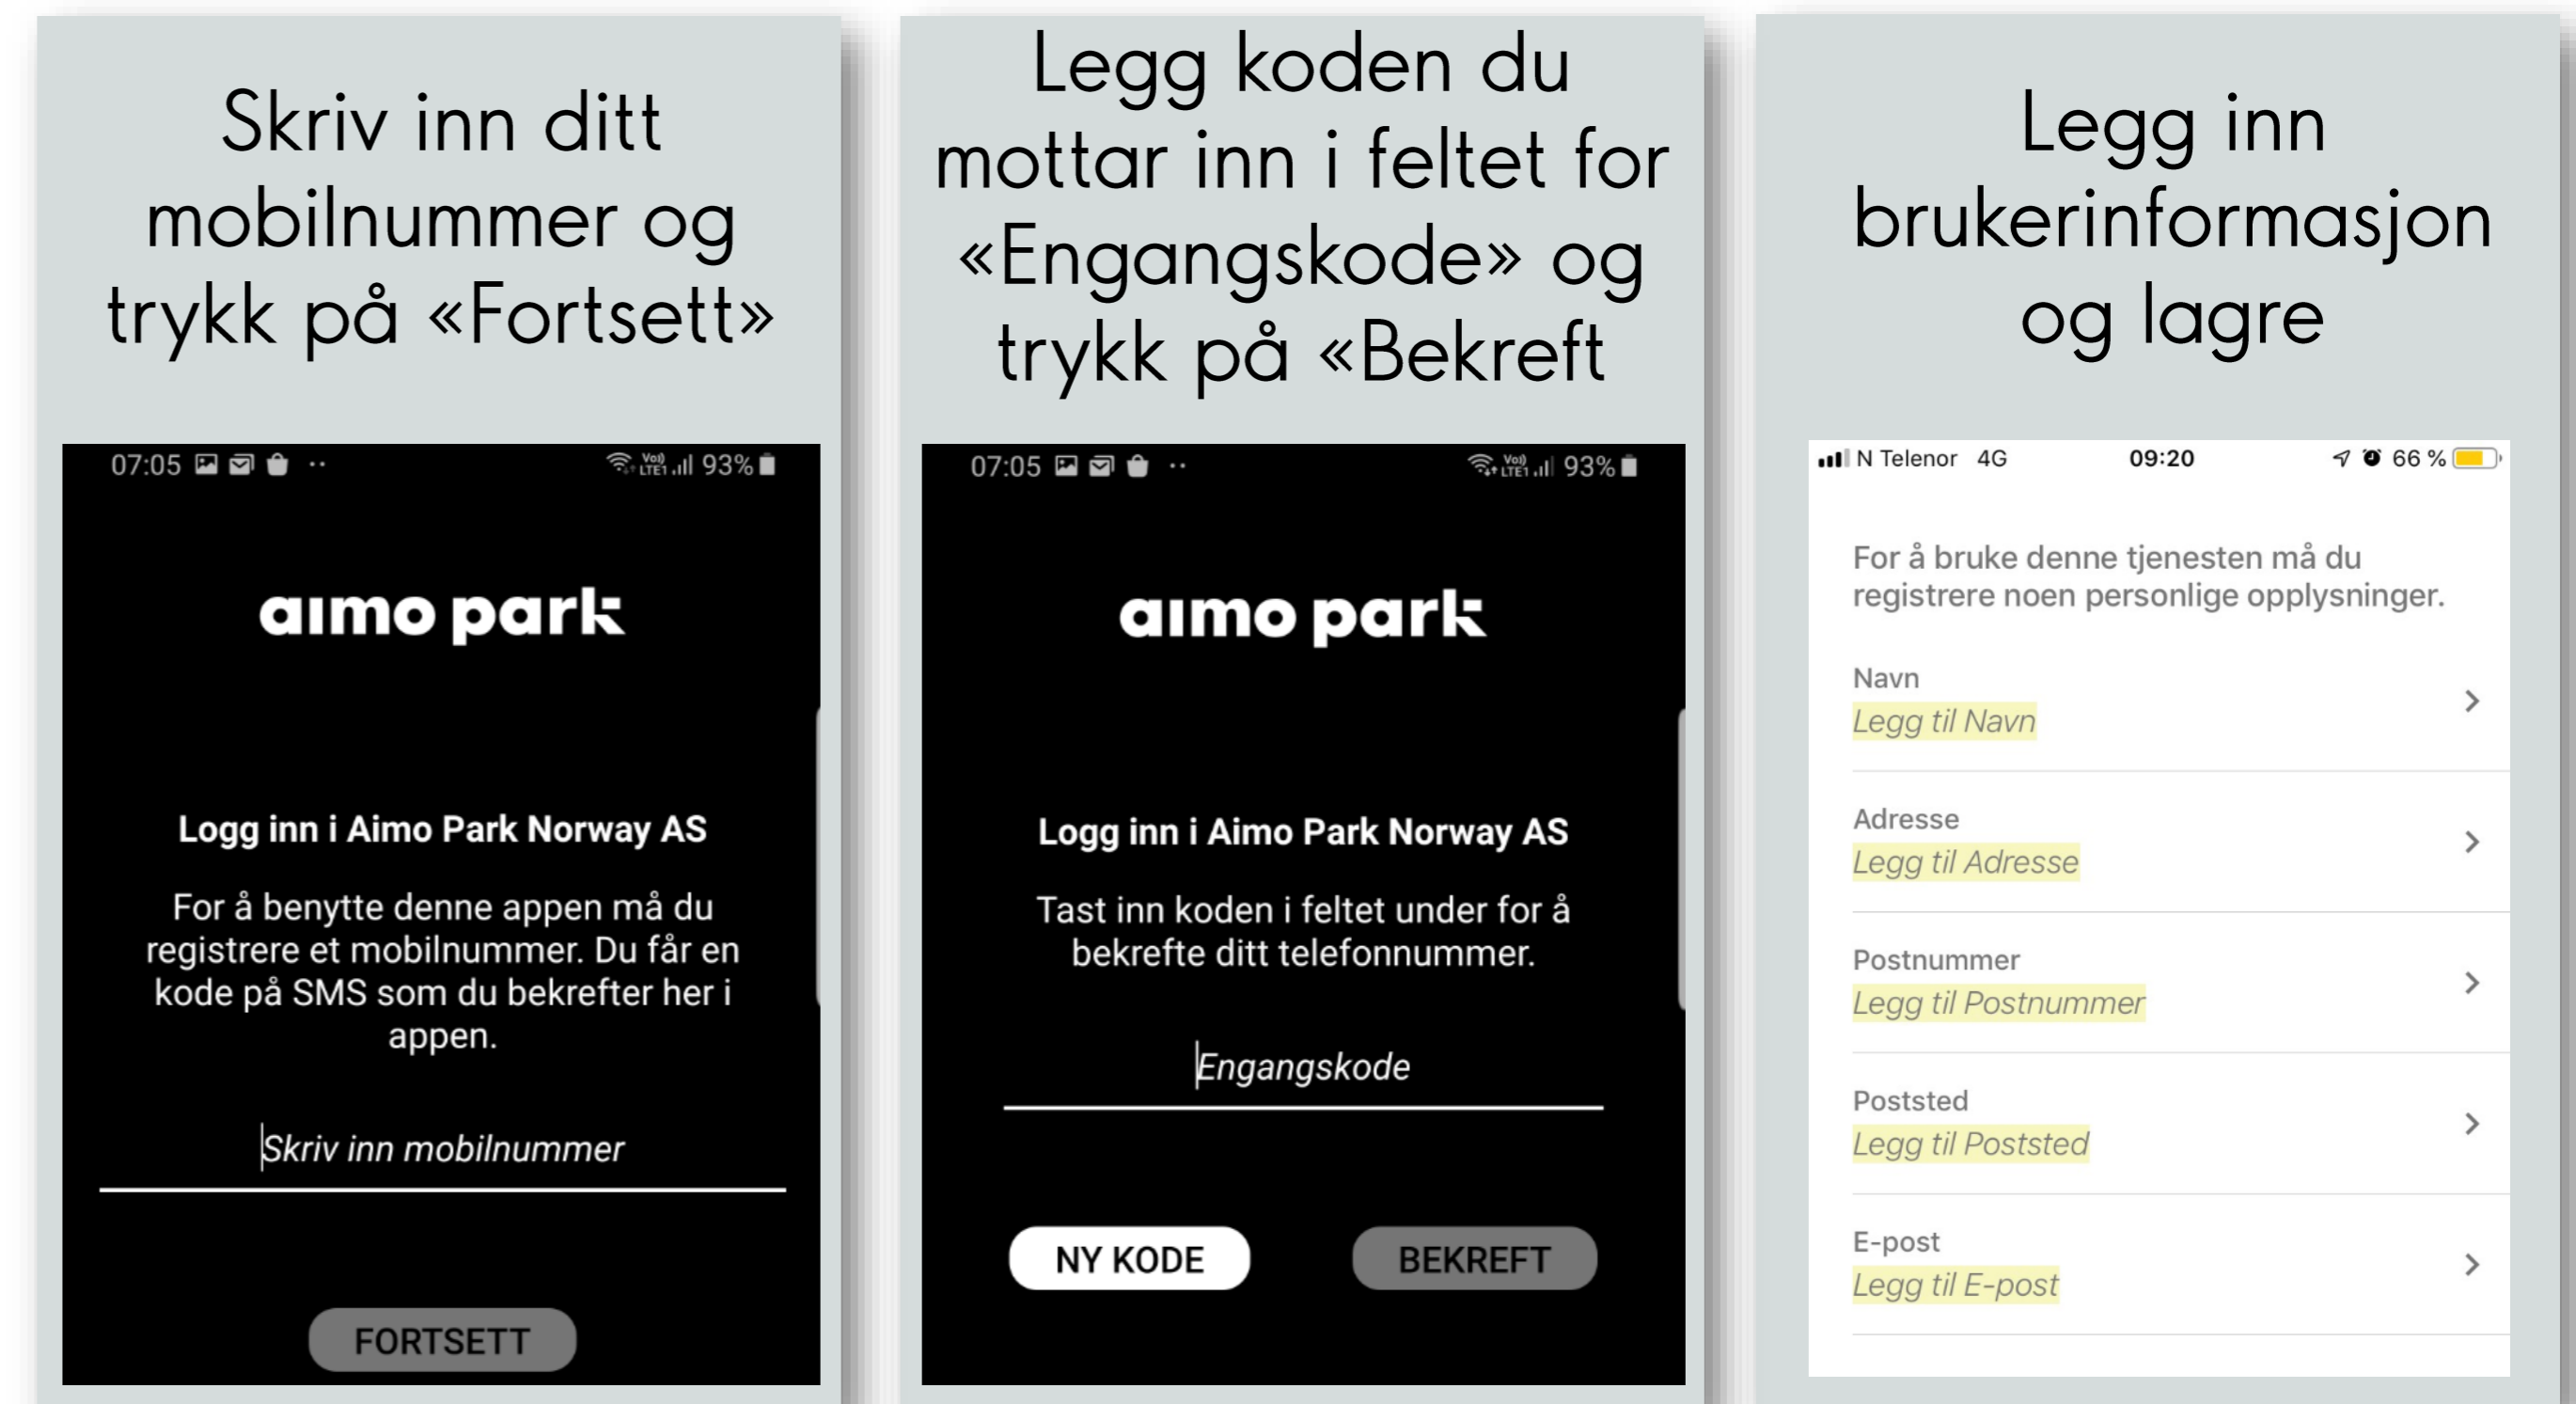 Skriv inn ditt
mobilnummer og
trykk på «Fortsett»
07:05 93%
aimo park
Logg inn i Aimo Park Norway AS
For å benytte denne appen må du
registrere et mobilnummer. Du får en
kode på SMS som du bekrefter her i
appen.
Skriv inn mobilnummer
FORTSETT
Legg koden du
mottar inn i feltet for
«Engangskode» og
trykk på «Bekreft
07:05 93%
aimo park
Logg inn i Aimo Park Norway AS
Tast inn koden i feltet under for å
bekrefte ditt telefonnummer.
Engangskode
NY KODE BEKREFT
Legg inn
brukerinformasjon
og lagre
N Telenor 4G 09:20 66 %
For å bruke denne tjenesten må du
registrere noen personlige opplysninger.
Navn
Legg til Navn
Adresse
Legg til Adresse
Postnummer
Legg til Postnummer
Poststed
Legg til Poststed
E-post
Legg til E-post